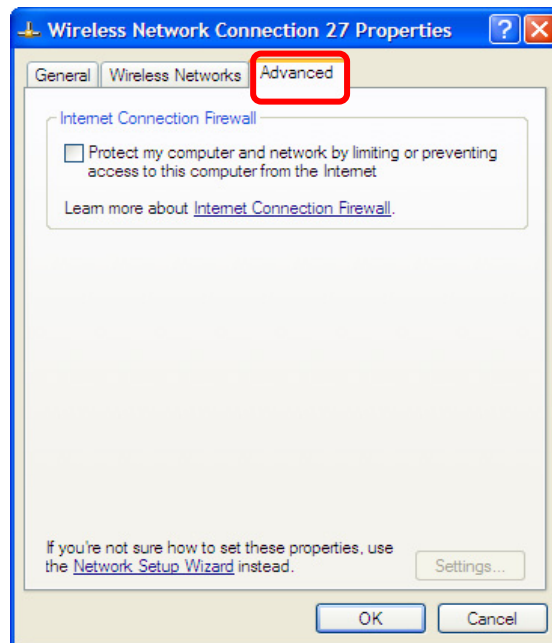 Wireless Network Connection 27 Properties
General Wireless Networks Advanced
Internet Connection Firewall
Protect my computer and network by limiting or preventing
access to this computer from the Internet
Learn more about Internet Connection Firewall.
If you're not sure how to set these properties, use
the Network Setup Wizard instead.
Settings...
OK Cancel